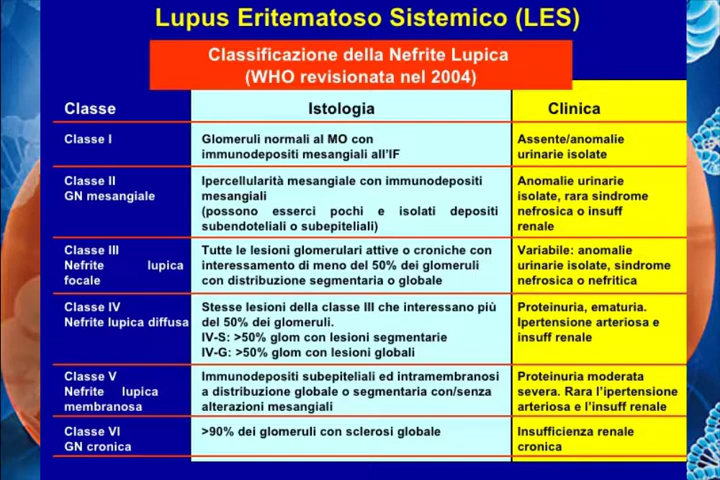 Lupus Eritematoso Sistemico (LES)
Classificazione della Nefrite Lupica
(WHO revisionata nel 2004)
Classe Istologia Clinica
Classe I
Glomeruli normali al MO con
immunodepositi mesangiali all'IF
Assente/anomalie
urinarie isolate
Classe II
GN mesangiale
Ipercellularità mesangiale con immunodepositi
mesangiali
(possono esserci pochi e isolati depositi
subendoteliali o subepiteliali)
Anomalie urinarie
isolate, rara sindrome
nefrosica o insuff
renale
Classe III
Nefrite lupica
focale
Tutte le lesioni glomerulari attive o croniche con
interessamento di meno del 50% dei glomeruli
con distribuzione segmentaria o globale
Variabile: anomalie
urinarie isolate, sindrome
nefrosica o nefritica
Classe IV
Nefrite lupica diffusa
Stesse lesioni della classe III che interessano più
del 50% dei glomeruli.
IV-S: >50% glom con lesioni segmentarie
IV-G: >50% glom con lesioni globali
Proteinuria, ematuria.
Ipertensione arteriosa e
insuff renale
Classe V
Nefrite lupica
membranosa
Immunodepositi subepiteliali ed intramembranosi
a distribuzione globale o segmentaria con/senza
alterazioni mesangiali
Proteinuria moderata
severa. Rara l'ipertensione
arteriosa e l'insuff renale
Classe VI
GN cronica
>90% dei glomeruli con sclerosi globale
Insufficienza renale
cronica